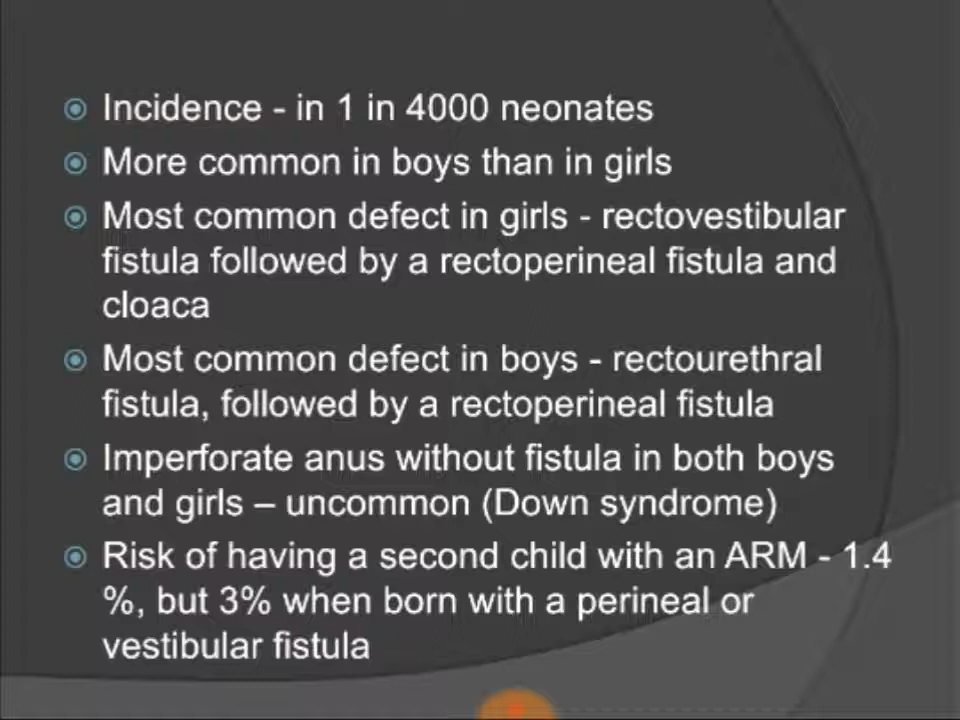 Incidence - in 1 in 4000 neonates
More common in boys than in girls
Most common defect in girls - rectovestibular
fistula followed by a rectoperineal fistula and
cloaca
Most common defect in boys - rectourethral
fistula, followed by a rectoperineal fistula
Imperforate anus without fistula in both boys
and girls – uncommon (Down syndrome)
Risk of having a second child with an ARM - 1.4
%, but 3% when born with a perineal or
vestibular fistula